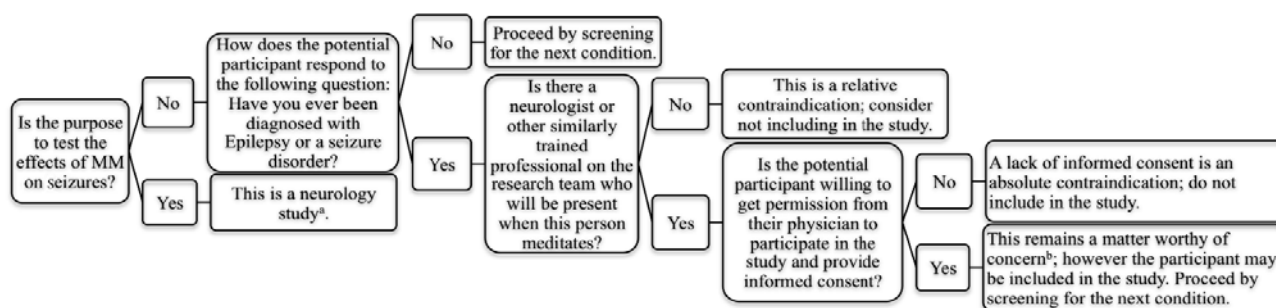 Is the purpose
to test the
effects of MM
on seizures?
No
How does the potential
participant respond to
the following question:
Have you ever been
diagnosed with
Epilepsy or a seizure
disorder?
Yes
This is a neurology
studyᵃ.
No
Proceed by screening
for the next condition.
Yes
Is there a
neurologist or
other similarly
trained
professional on the
research team who
will be present
when this person
meditates?
No
This is a relative
contraindication; consider
not including in the study.
Yes
Is the potential
participant willing to
get permission from
their physician to
participate in the
study and provide
informed consent?
No
A lack of informed consent is an
absolute contraindication; do not
include in the study.
Yes
This remains a matter worthy of
concernᵇ; however the participant may
be included in the study. Proceed by
screening for the next condition.